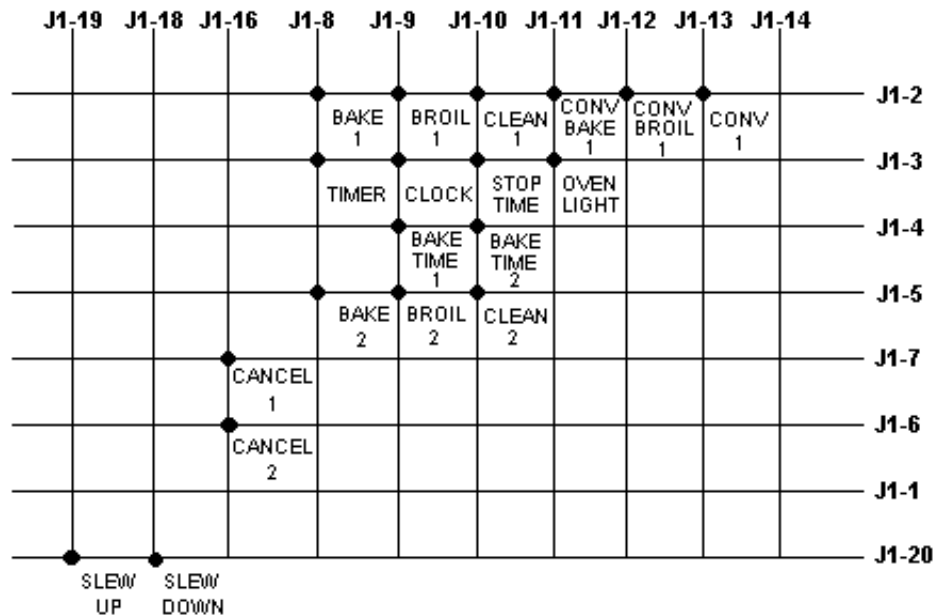 J1-19 J1-18 J1-16 J1-8 J1-9 J1-10 J1-11 J1-12 J1-13 J1-14
J1-2
BAKE 1
BROIL 1
CLEAN 1
CONV BAKE 1
CONV BROIL 1
CONV 1
J1-3
TIMER
CLOCK
STOP TIME
OVEN LIGHT
J1-4
BAKE TIME 1
BAKE TIME 2
J1-5
BAKE 2
BROIL 2
CLEAN 2
J1-7
CANCEL 1
J1-6
CANCEL 2
J1-1
J1-20
SLEW UP
SLEW DOWN